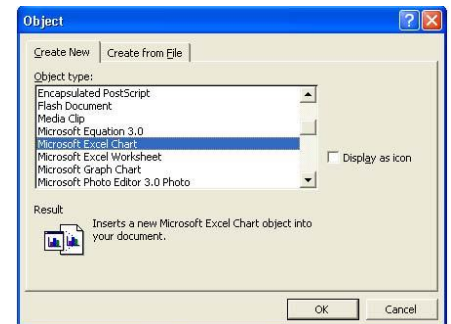 Object
Create New Create from File
Object type:
Encapsulated PostScript
Flash Document
Media Clip
Microsoft Equation 3.0
Microsoft Excel Chart
Microsoft Excel Worksheet
Microsoft Graph Chart
Microsoft Photo Editor 3.0 Photo
Display as icon
Result
Inserts a new Microsoft Excel Chart object into
your document.
OK Cancel